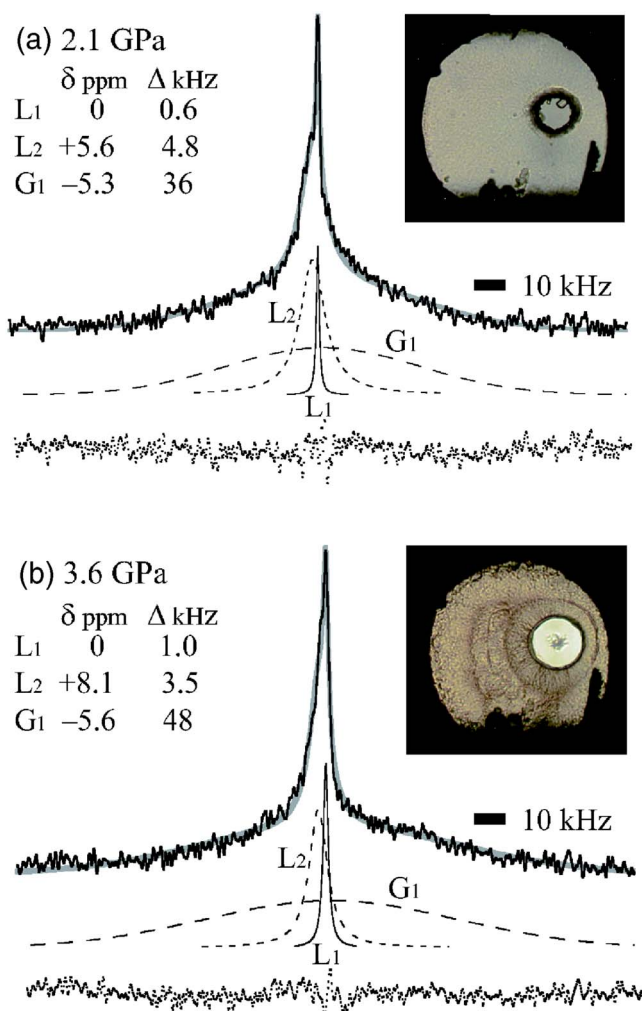 (a) 2.1 GPa
δ ppm Δ kHz
L1 0 0.6
L2 +5.6 4.8
G1 −5.3 36
10 kHz
L2
G1
L1
(b) 3.6 GPa
δ ppm Δ kHz
L1 0 1.0
L2 +8.1 3.5
G1 −5.6 48
10 kHz
L2
G1
L1